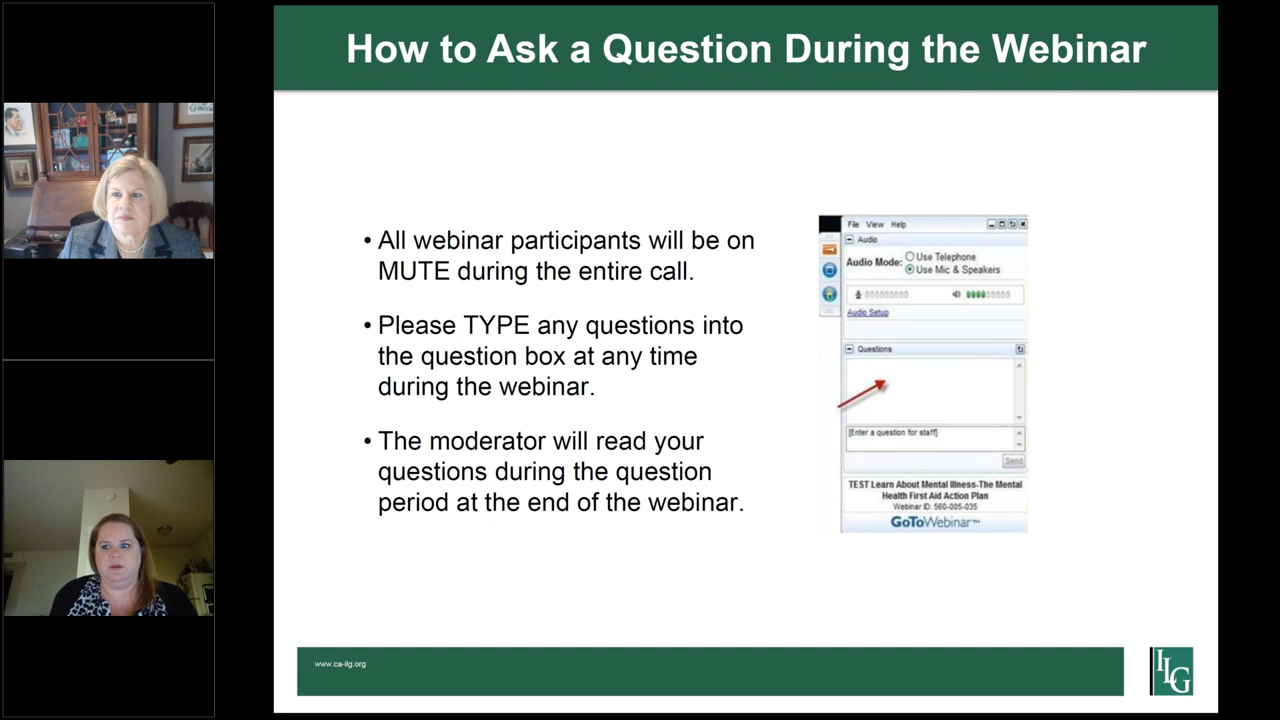 How to Ask a Question During the Webinar
• All webinar participants will be on
MUTE during the entire call.
• Please TYPE any questions into
the question box at any time
during the webinar.
• The moderator will read your
questions during the question
period at the end of the webinar.
File View Help
Audio
Audio Mode: Use Telephone
Use Mic & Speakers
Audio Setup
Questions
[Enter a question for staff]
Send
TEST Learn About Mental Illness-The Mental
Health First Aid Action Plan
Webinar ID: 560-005-035
GoToWebinar™
www.ca-ilg.org
ILG